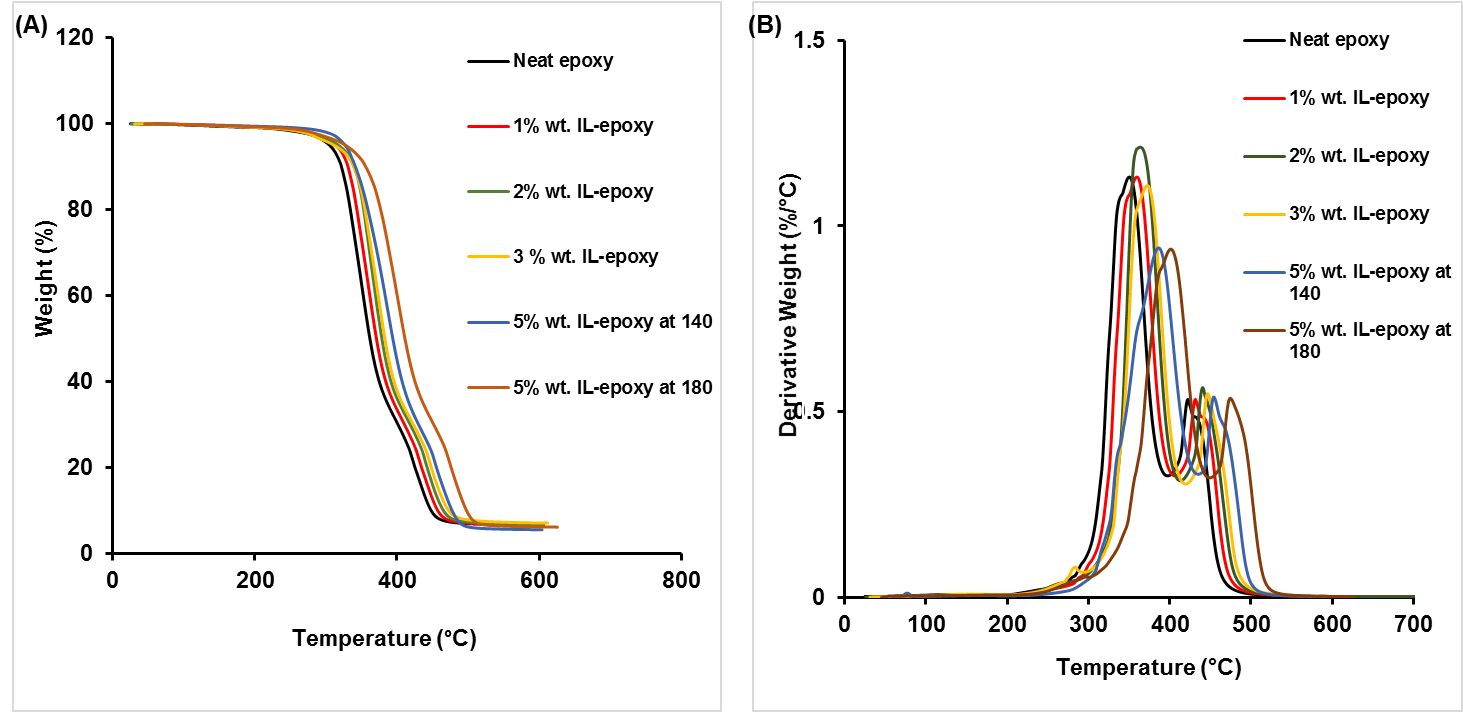 (A)
120
100
80
60
40
20
0
0 200 400 600 800
Weight (%)
Temperature (°C)
Neat epoxy
1% wt. IL-epoxy
2% wt. IL-epoxy
3 % wt. IL-epoxy
5% wt. IL-epoxy at 140
5% wt. IL-epoxy at 180
(B)
1.5
1
0.5
0
0 100 200 300 400 500 600 700
Derivative Weight (%/°C)
Temperature (°C)
Neat epoxy
1% wt. IL-epoxy
2% wt. IL-epoxy
3% wt. IL-epoxy
5% wt. IL-epoxy at
140
5% wt. IL-epoxy at
180